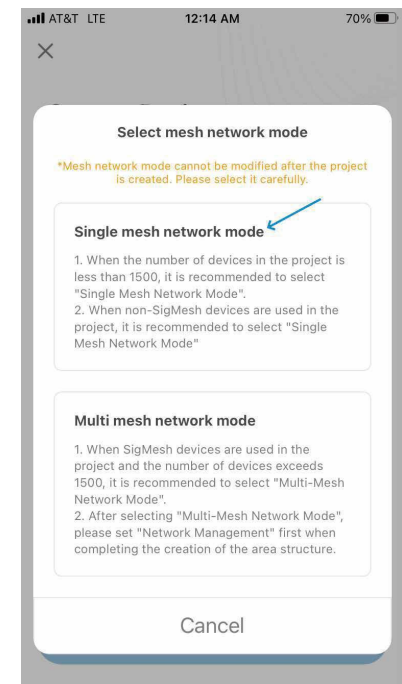 AT&T LTE 12:14 AM 70%
Select mesh network mode
*Mesh network mode cannot be modified after the project
is created. Please select it carefully.
Single mesh network mode
1. When the number of devices in the project is
less than 1500, it is recommended to select
"Single Mesh Network Mode".
2. When non-SigMesh devices are used in the
project, it is recommended to select "Single
Mesh Network Mode"
Multi mesh network mode
1. When SigMesh devices are used in the
project and the number of devices exceeds
1500, it is recommended to select "Multi-Mesh
Network Mode".
2. After selecting "Multi-Mesh Network Mode",
please set "Network Management" first when
completing the creation of the area structure.
Cancel